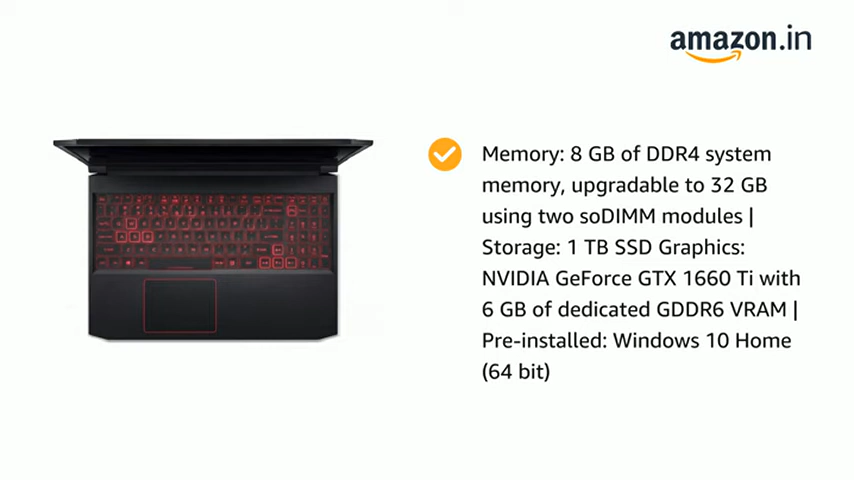 amazon.in
Memory: 8 GB of DDR4 system
memory, upgradable to 32 GB
using two soDIMM modules |
Storage: 1 TB SSD Graphics:
NVIDIA GeForce GTX 1660 Ti with
6 GB of dedicated GDDR6 VRAM |
Pre-installed: Windows 10 Home
(64 bit)